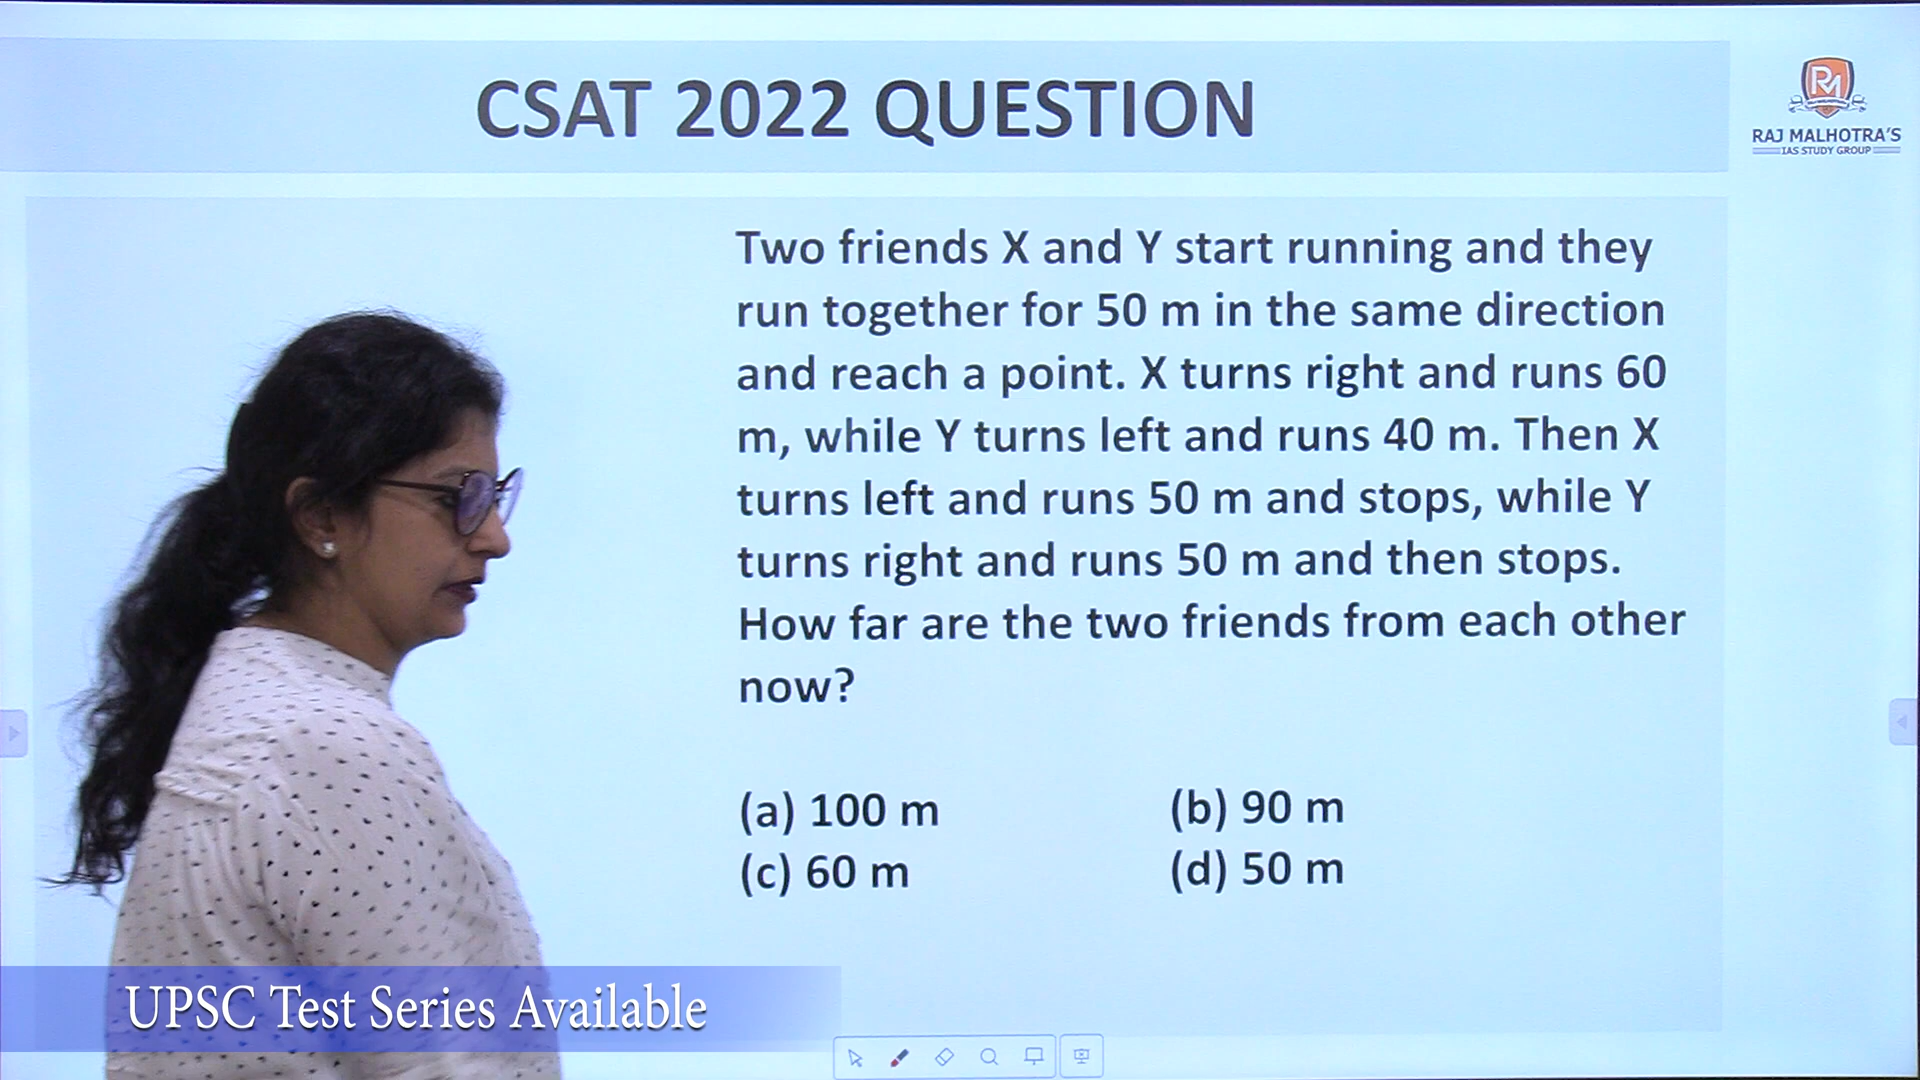 CSAT 2022 QUESTION
RM
RAJ MALHOTRA'S
IAS STUDY GROUP
Two friends X and Y start running and they
run together for 50 m in the same direction
and reach a point. X turns right and runs 60
m, while Y turns left and runs 40 m. Then X
turns left and runs 50 m and stops, while Y
turns right and runs 50 m and then stops.
How far are the two friends from each other
now?
(a) 100 m (b) 90 m
(c) 60 m (d) 50 m
UPSC Test Series Available